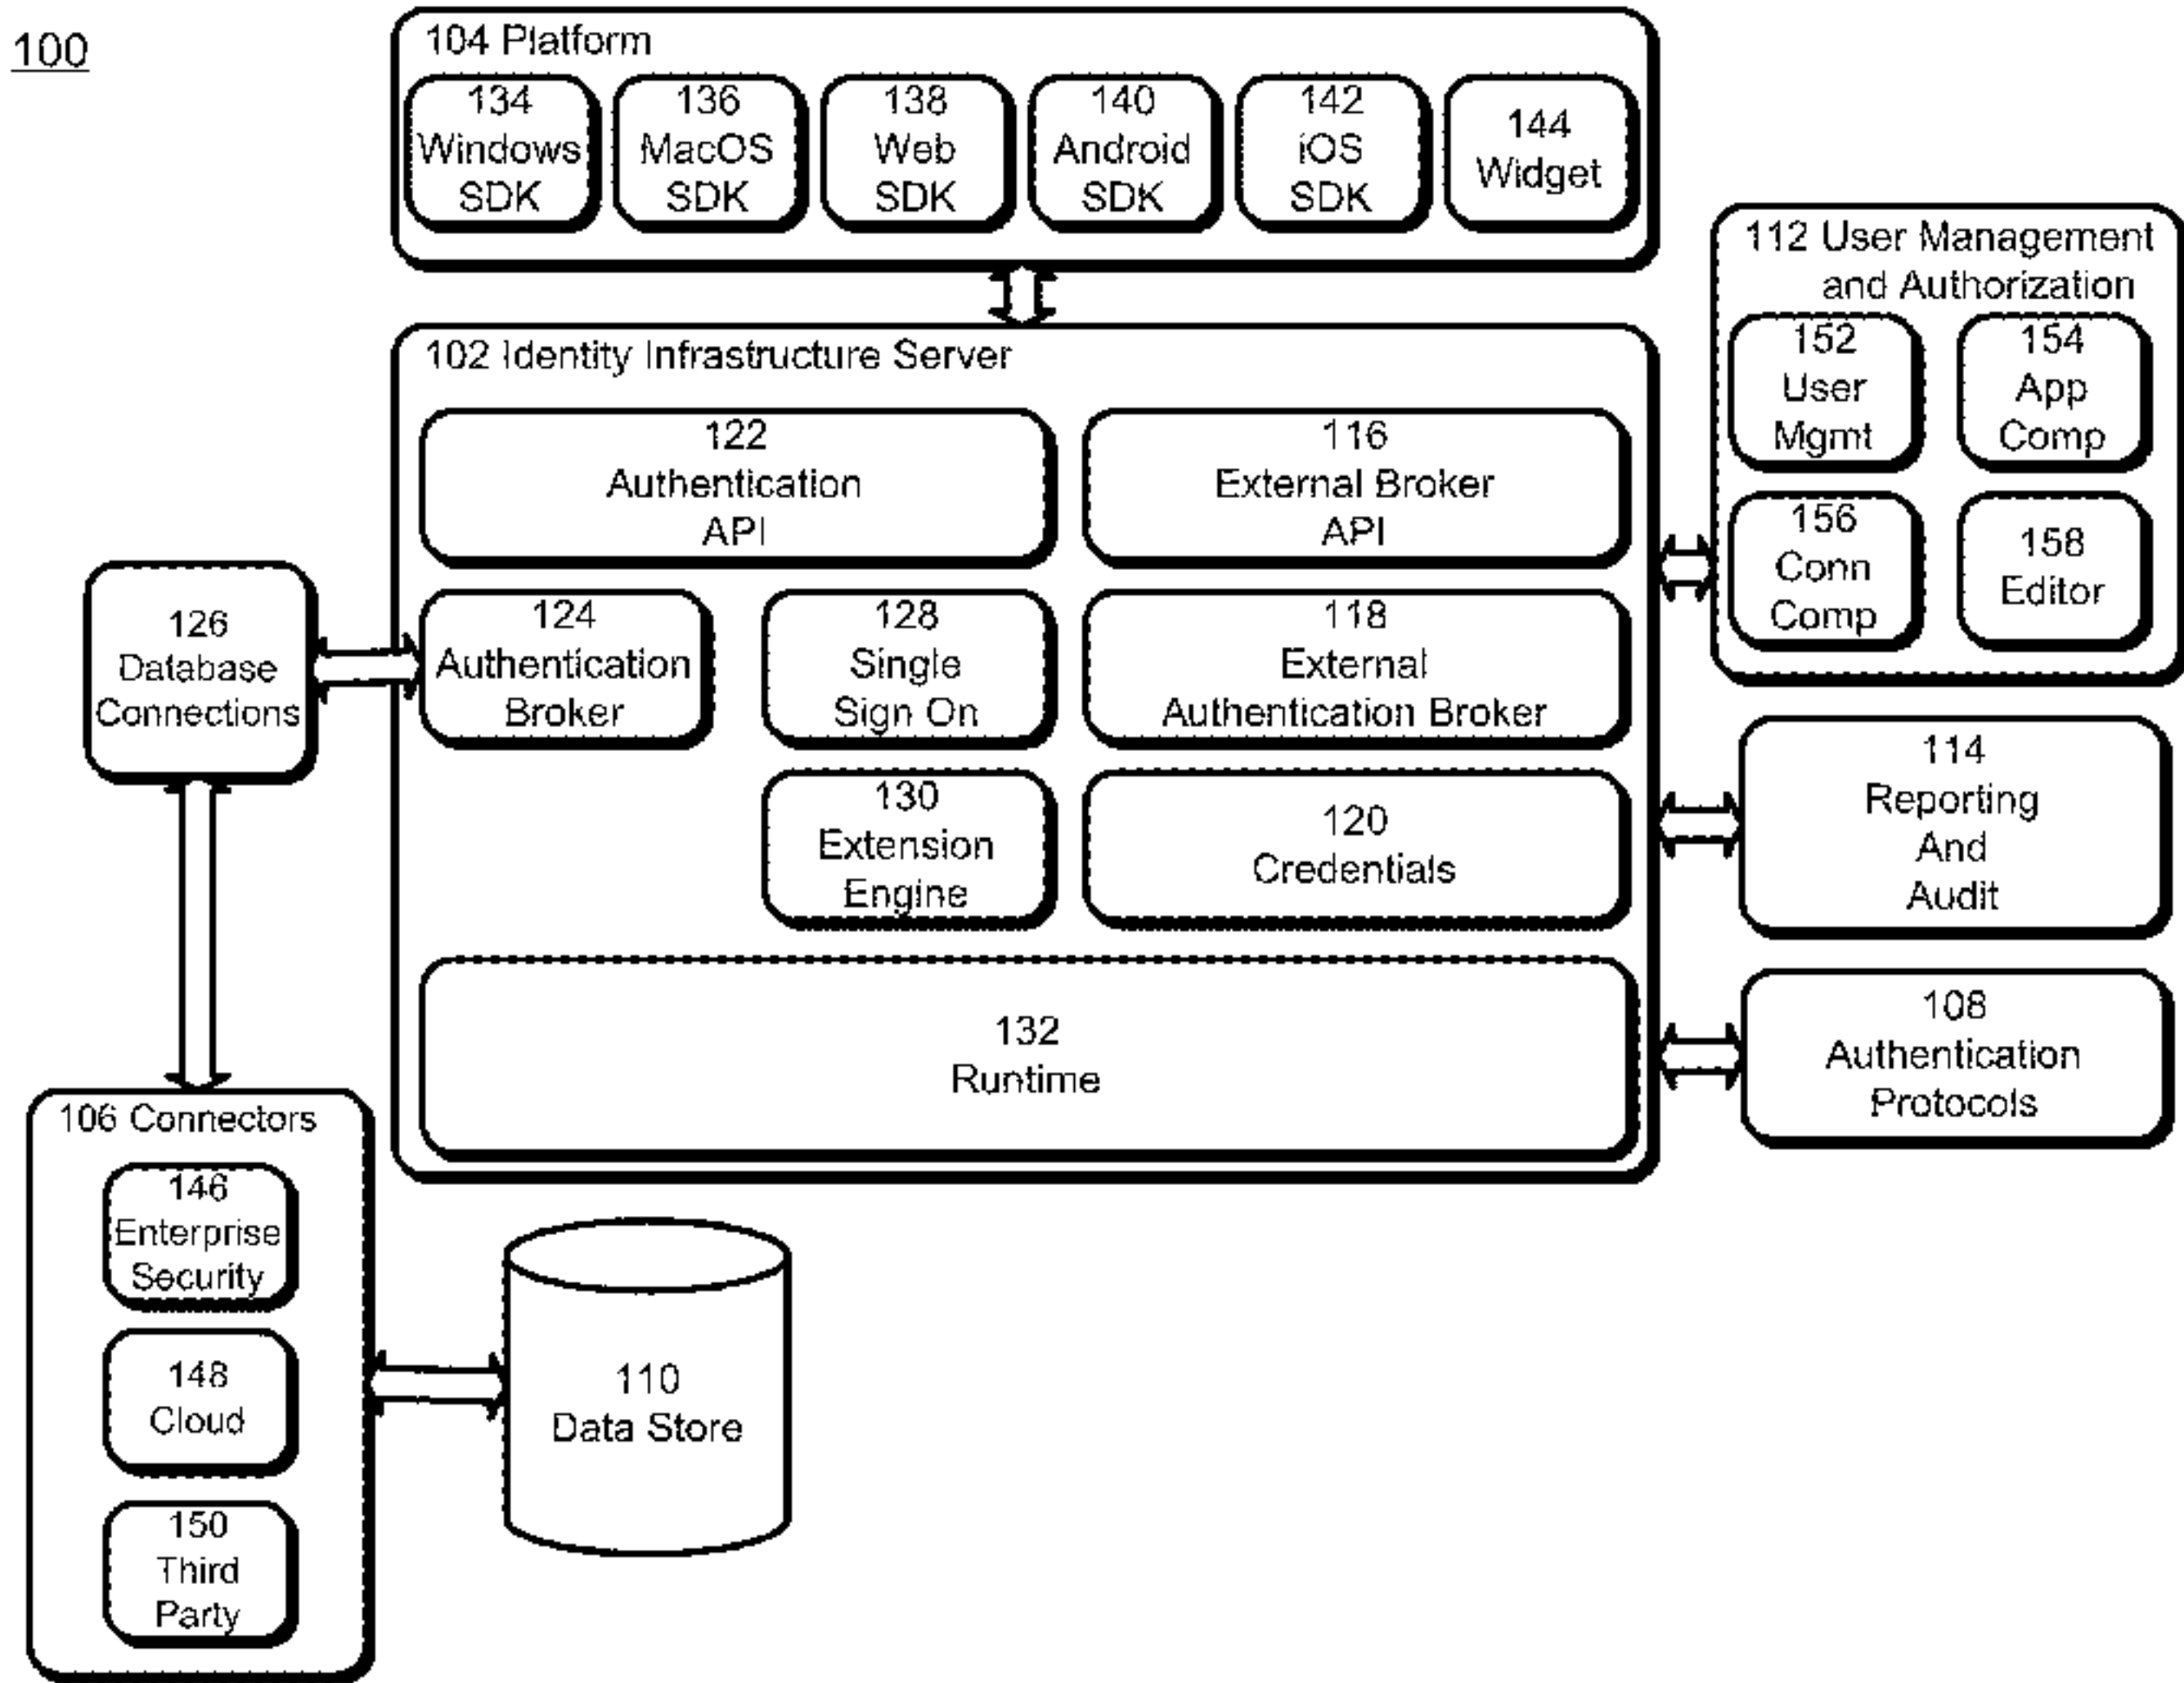 100
104 Platform
134
Windows
SDK
136
MacOS
SDK
138
Web
SDK
140
Android
SDK
142
iOS
SDK
144
Widget
112 User Management
and Authorization
152
User
Mgmt
154
App
Comp
156
Conn
Comp
158
Editor
102 Identity Infrastructure Server
122
Authentication
API
116
External Broker
API
126
Database
Connections
124
Authentication
Broker
128
Single
Sign On
118
External
Authentication Broker
130
Extension
Engine
120
Credentials
114
Reporting
And
Audit
132
Runtime
108
Authentication
Protocols
106 Connectors
146
Enterprise
Security
148
Cloud
150
Third
Party
110
Data Store